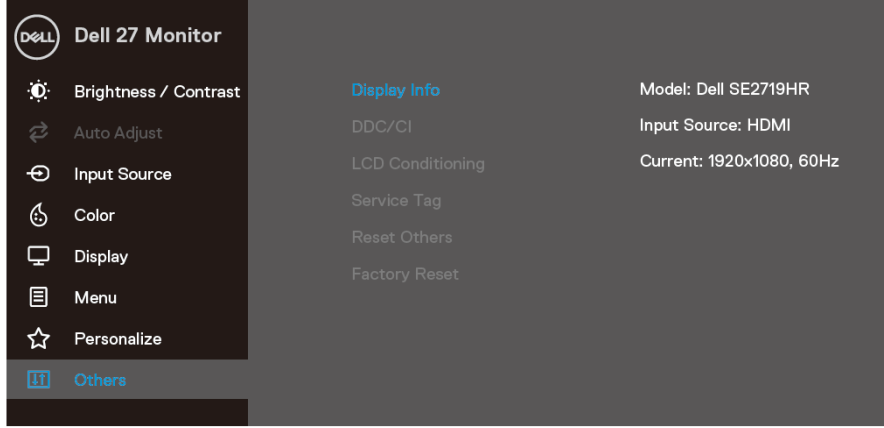 DELL Dell 27 Monitor
Brightness / Contrast
Auto Adjust
Input Source
Color
Display
Menu
Personalize
Others
Display Info
DDC/CI
LCD Conditioning
Service Tag
Reset Others
Factory Reset
Model: Dell SE2719HR
Input Source: HDMI
Current: 1920x1080, 60Hz